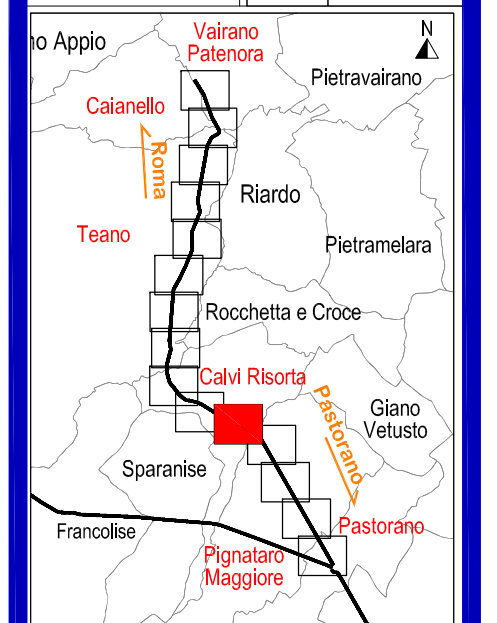 Vairano
Patenora
N
no Appio
Pietravairano
Caianello
Roma
Riardo
Teano
Pietramelara
Rocchetta e Croce
Calvi Risorta
Pastorano
Giano
Vetusto
Sparanise
Francolise
Pastorano
Pignataro
Maggiore